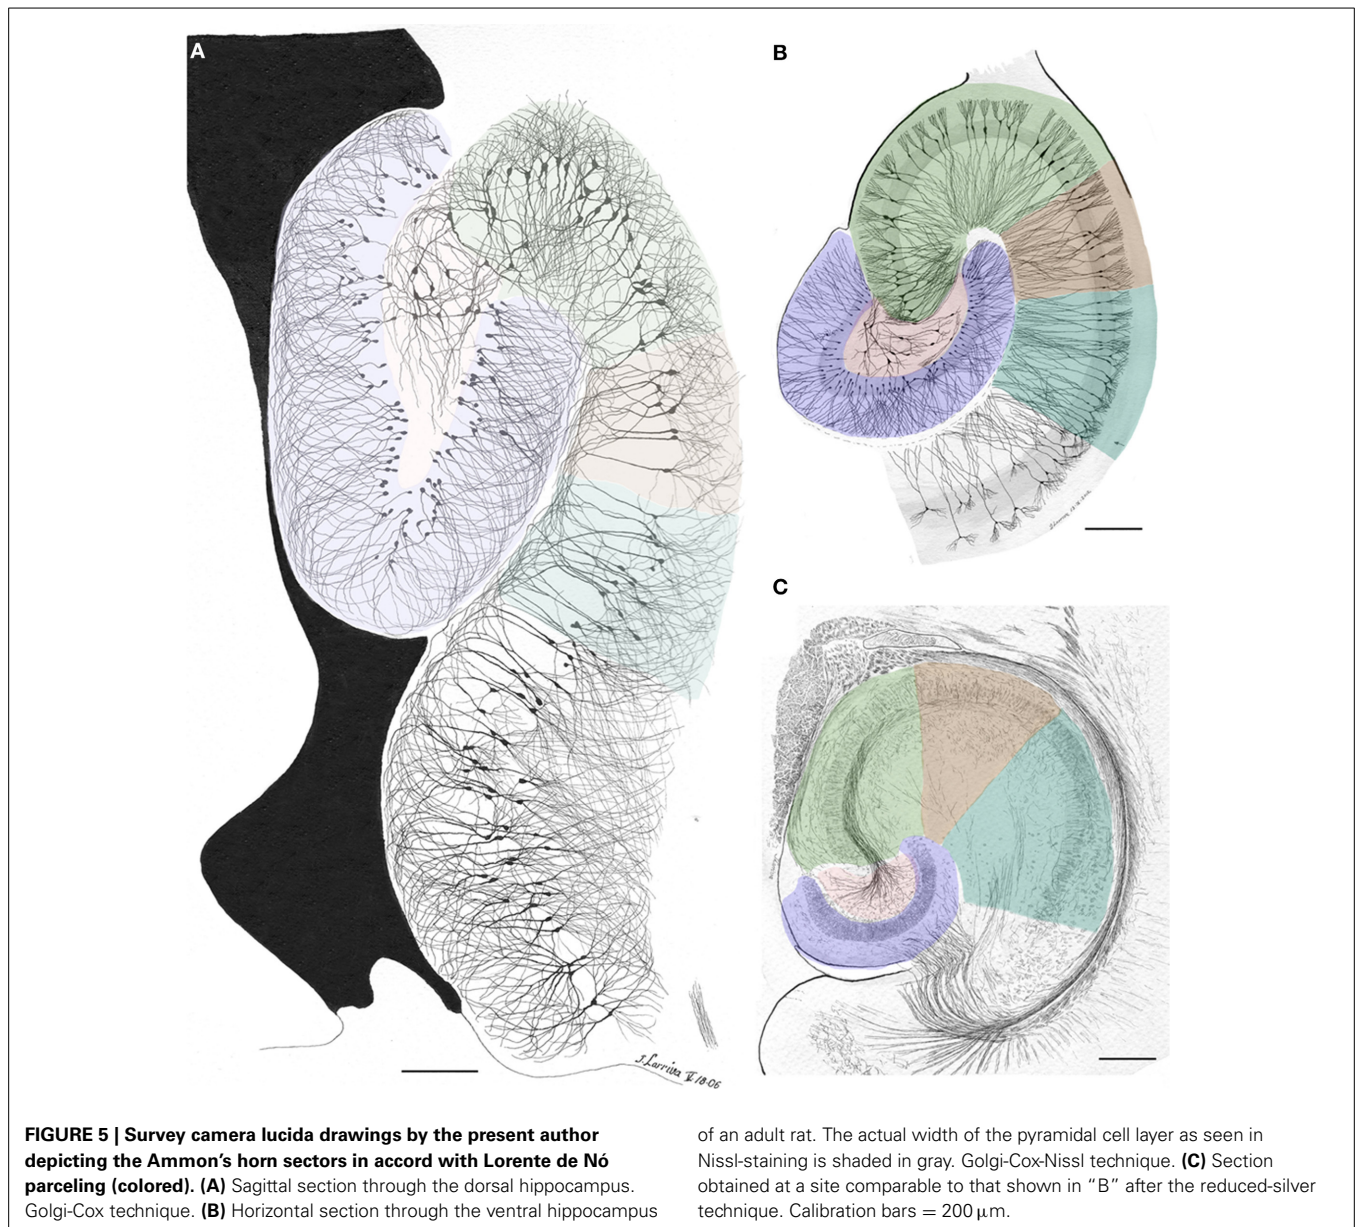 A
B
C
J. Larriva V 18-06
FIGURE 5 | Survey camera lucida drawings by the present author
depicting the Ammon's horn sectors in accord with Lorente de Nó
parceling (colored). (A) Sagittal section through the dorsal hippocampus.
Golgi-Cox technique. (B) Horizontal section through the ventral hippocampus
of an adult rat. The actual width of the pyramidal cell layer as seen in
Nissl-staining is shaded in gray. Golgi-Cox-Nissl technique. (C) Section
obtained at a site comparable to that shown in "B" after the reduced-silver
technique. Calibration bars = 200 μm.